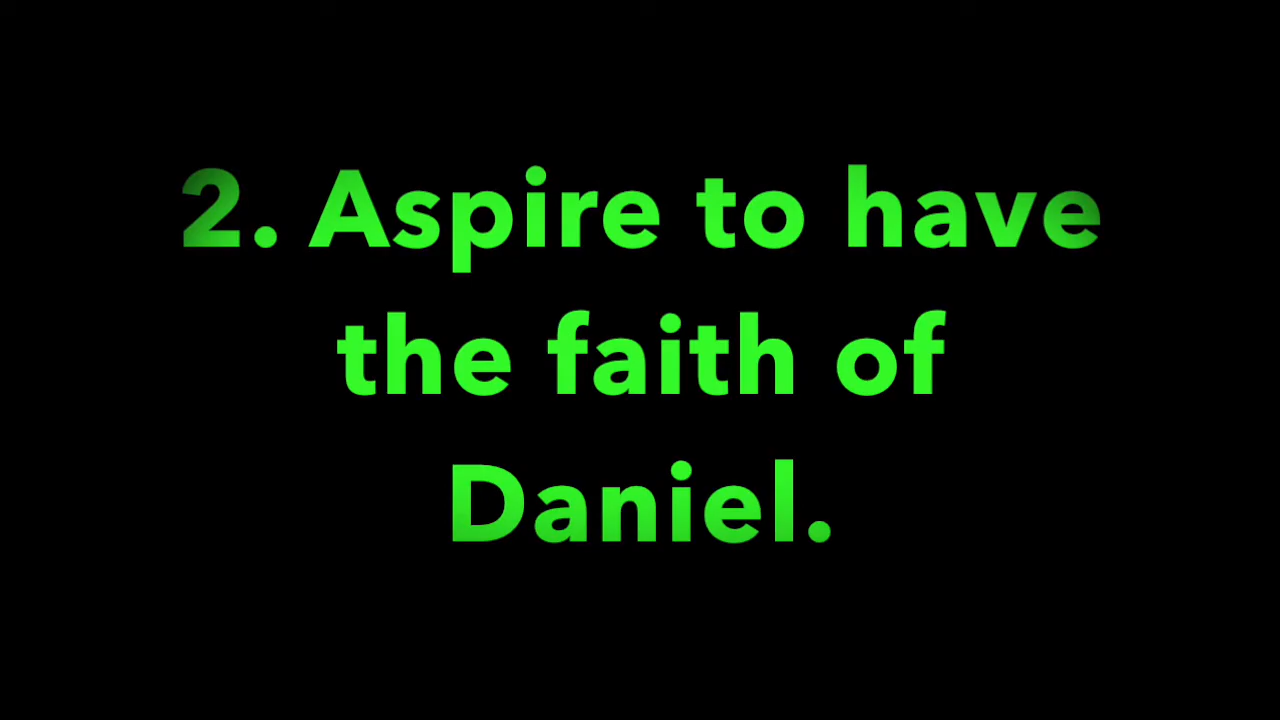 2. Aspire to have
the faith of
Daniel.